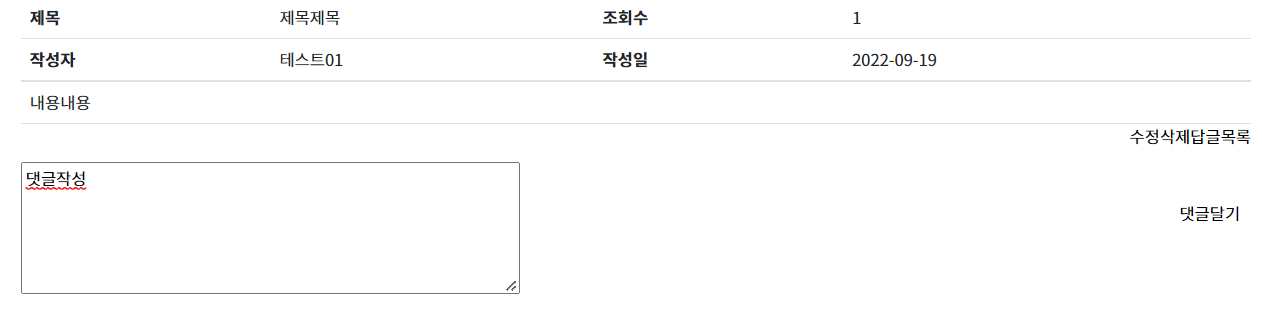 제목 제목제목 조회수 1
작성자 테스트01 작성일 2022-09-19
내용내용
수정삭제답글목록
댓글작성
댓글달기